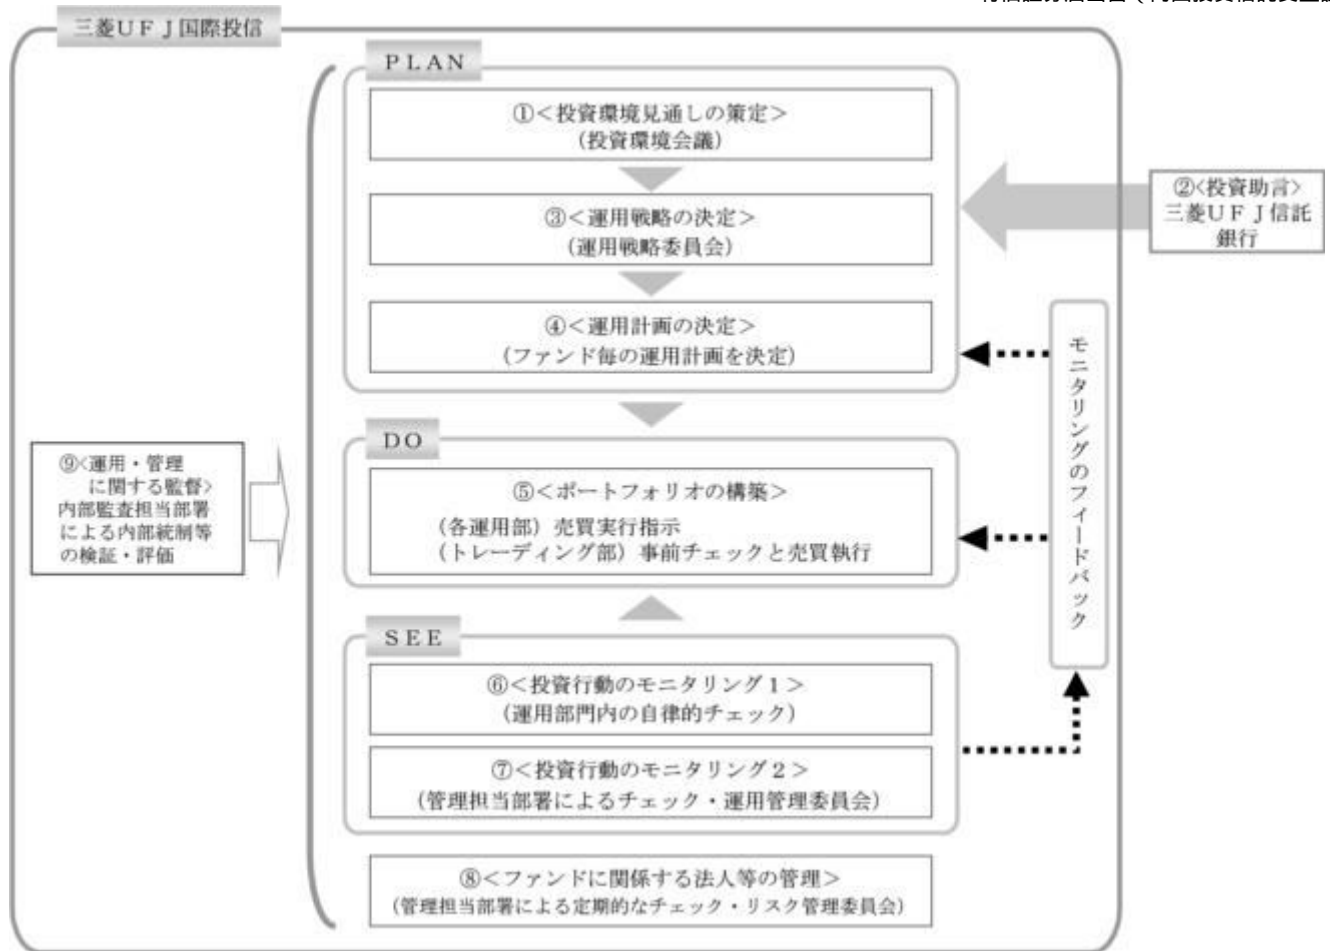 三菱UFJ国際投信
PLAN
①<投資環境見通しの策定>
(投資環境会議)
③<運用戦略の決定>
(運用戦略委員会)
④<運用計画の決定>
(ファンド毎の運用計画を決定)
②<投資助言>
三菱UFJ信託
銀行
モニタリングのフィードバック
DO
⑤<ポートフォリオの構築>
(各運用部)売買実行指示
(トレーディング部)事前チェックと売買執行
⑨<運用・管理
に関する監督>
内部監査担当部署
による内部統制等
の検証・評価
SEE
⑥<投資行動のモニタリング1>
(運用部門内の自律的チェック)
⑦<投資行動のモニタリング2>
(管理担当部署によるチェック・運用管理委員会)
⑧<ファンドに関係する法人等の管理>
(管理担当部署による定期的なチェック・リスク管理委員会)